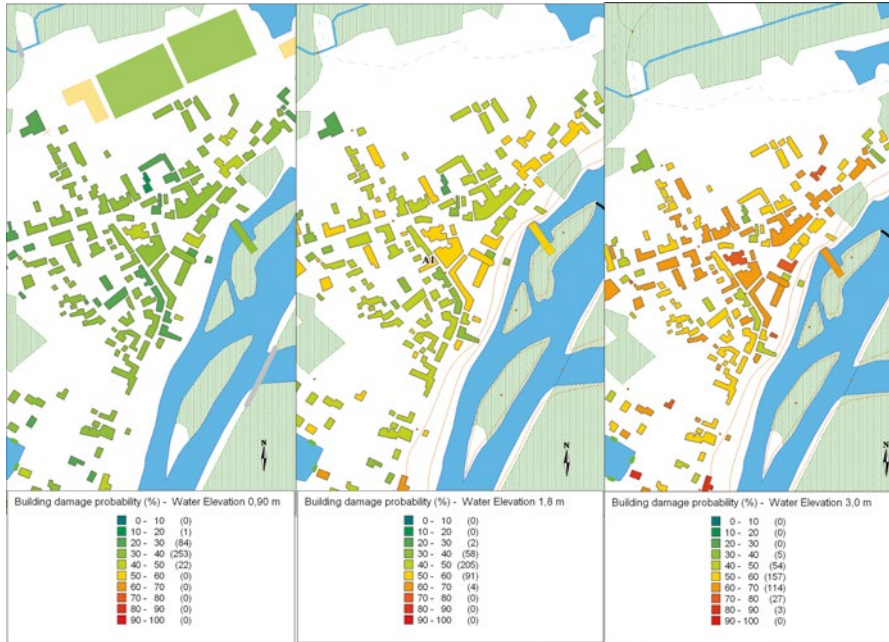 A1
N
N
N
Building damage probability (%) - Water Elevation 0,90 m
0 - 10 (0)
10 - 20 (1)
20 - 30 (84)
30 - 40 (253)
40 - 50 (22)
50 - 60 (0)
60 - 70 (0)
70 - 80 (0)
80 - 90 (0)
90 - 100 (0)
Building damage probability (%) - Water Elevation 1,8 m
0 - 10 (0)
10 - 20 (0)
20 - 30 (2)
30 - 40 (58)
40 - 50 (205)
50 - 60 (91)
60 - 70 (4)
70 - 80 (0)
80 - 90 (0)
90 - 100 (0)
Building damage probability (%) - Water Elevation 3,0 m
0 - 10 (0)
10 - 20 (0)
20 - 30 (0)
30 - 40 (5)
40 - 50 (54)
50 - 60 (157)
60 - 70 (114)
70 - 80 (27)
80 - 90 (3)
90 - 100 (0)